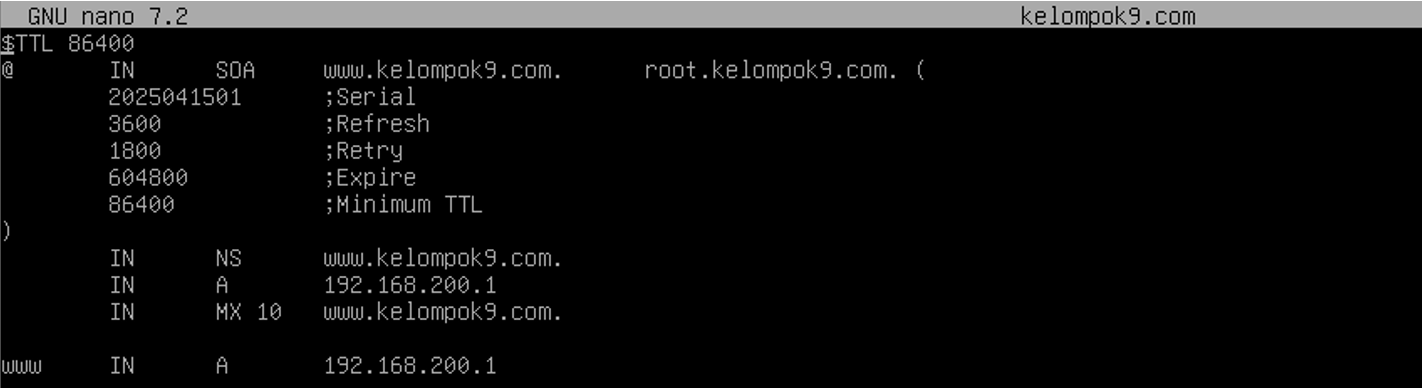 GNU nano 7.2 kelompok9.com
$TTL 86400
@ IN SOA www.kelompok9.com. root.kelompok9.com. (
2025041501 ;Serial
3600 ;Refresh
1800 ;Retry
604800 ;Expire
86400 ;Minimum TTL
)
IN NS www.kelompok9.com.
IN A 192.168.200.1
IN MX 10 www.kelompok9.com.
www IN A 192.168.200.1